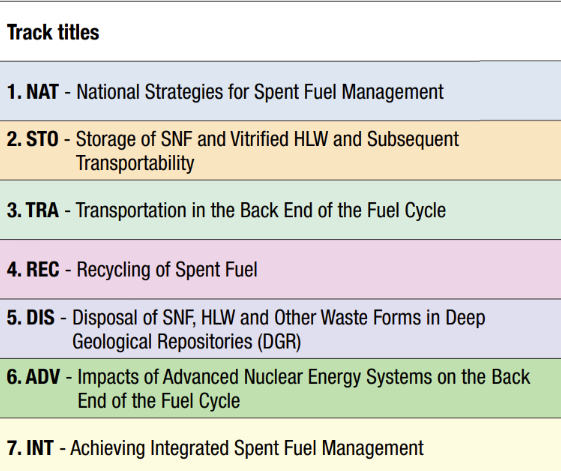 Track titles
1. NAT - National Strategies for Spent Fuel Management
2. STO - Storage of SNF and Vitrified HLW and Subsequent
Transportability
3. TRA - Transportation in the Back End of the Fuel Cycle
4. REC - Recycling of Spent Fuel
5. DIS - Disposal of SNF, HLW and Other Waste Forms in Deep
Geological Repositories (DGR)
6. ADV - Impacts of Advanced Nuclear Energy Systems on the Back
End of the Fuel Cycle
7. INT - Achieving Integrated Spent Fuel Management